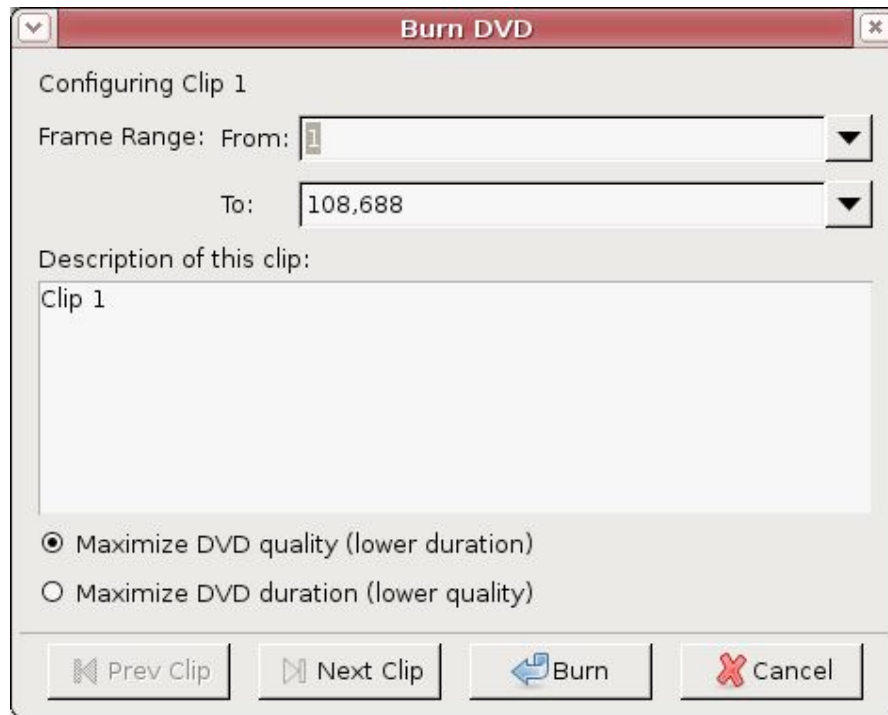 Burn DVD
Configuring Clip 1
Frame Range: From: 1
To: 108,688
Description of this clip:
Clip 1
Maximize DVD quality (lower duration)
Maximize DVD duration (lower quality)
Prev Clip Next Clip Burn Cancel